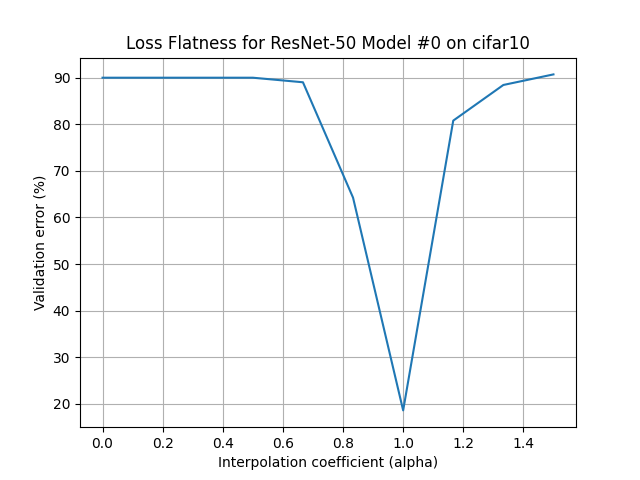 Loss Flatness for ResNet-50 Model #0 on cifar10
90
80
70
60
50
40
30
20
Validation error (%)
0.0 0.2 0.4 0.6 0.8 1.0 1.2 1.4
Interpolation coefficient (alpha)